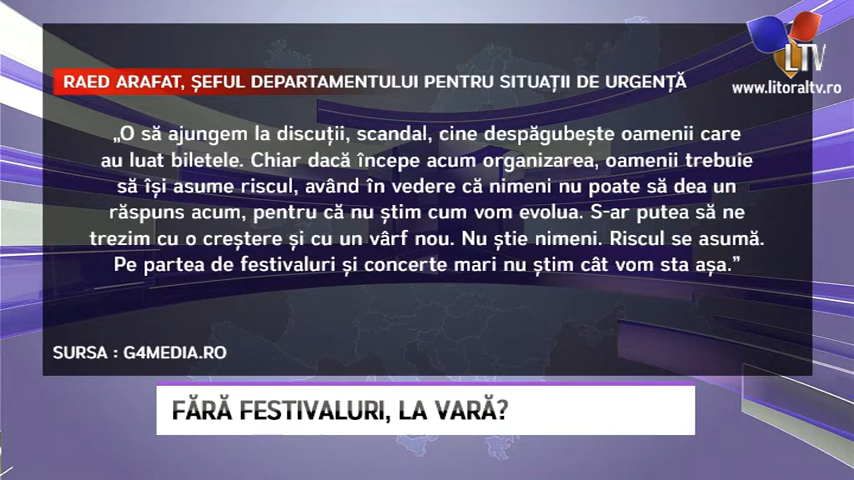 LTV
www.litoraltv.ro
RAED ARAFAT, ȘEFUL DEPARTAMENTULUI PENTRU SITUAȚII DE URGENȚĂ
„O să ajungem la discuții, scandal, cine despăgubește oamenii care
au luat biletele. Chiar dacă începe acum organizarea, oamenii trebuie
să își asume riscul, având în vedere că nimeni nu poate să dea un
răspuns acum, pentru că nu știm cum vom evolua. S-ar putea să ne
trezim cu o creștere și cu un vârf nou. Nu știe nimeni. Riscul se asumă.
Pe partea de festivaluri și concerte mari nu știm cât vom sta așa.”
SURSA : G4MEDIA.RO
FĂRĂ FESTIVALURI, LA VARĂ?